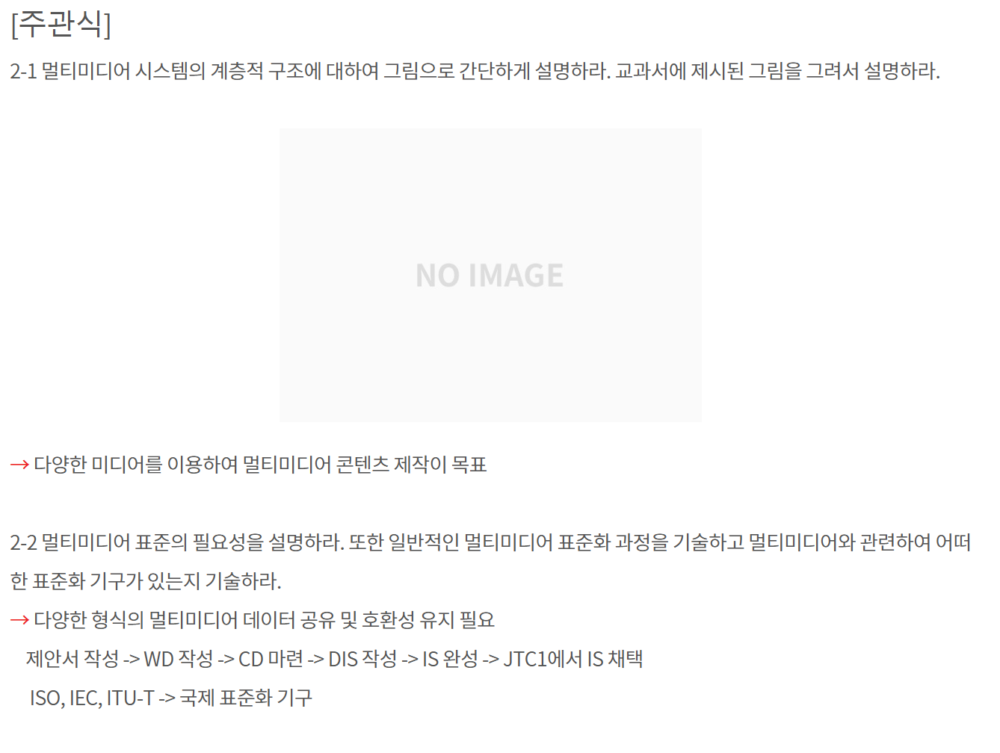 [주관식]
2-1 멀티미디어 시스템의 계층적 구조에 대하여 그림으로 간단하게 설명하라. 교과서에 제시된 그림을 그려서 설명하라.
NO IMAGE
→ 다양한 미디어를 이용하여 멀티미디어 콘텐츠 제작이 목표
2-2 멀티미디어 표준의 필요성을 설명하라. 또한 일반적인 멀티미디어 표준화 과정을 기술하고 멀티미디어와 관련하여 어떠
한 표준화 기구가 있는지 기술하라.
→ 다양한 형식의 멀티미디어 데이터 공유 및 호환성 유지 필요
제안서 작성 -> WD 작성 -> CD 마련 -> DIS 작성 -> IS 완성 -> JTC1에서 IS 채택
ISO, IEC, ITU-T -> 국제 표준화 기구